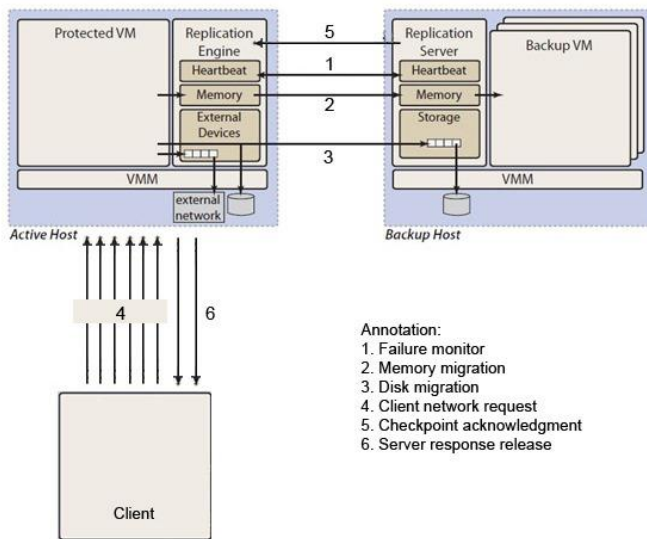 Protected VM
Replication
Engine
Heartbeat
Memory
External
Devices
VMM
external
network
Active Host
5
1
2
3
Replication
Server
Heartbeat
Memory
Storage
Backup VM
VMM
Backup Host
4
6
Client
Annotation:
1. Failure monitor
2. Memory migration
3. Disk migration
4. Client network request
5. Checkpoint acknowledgment
6. Server response release